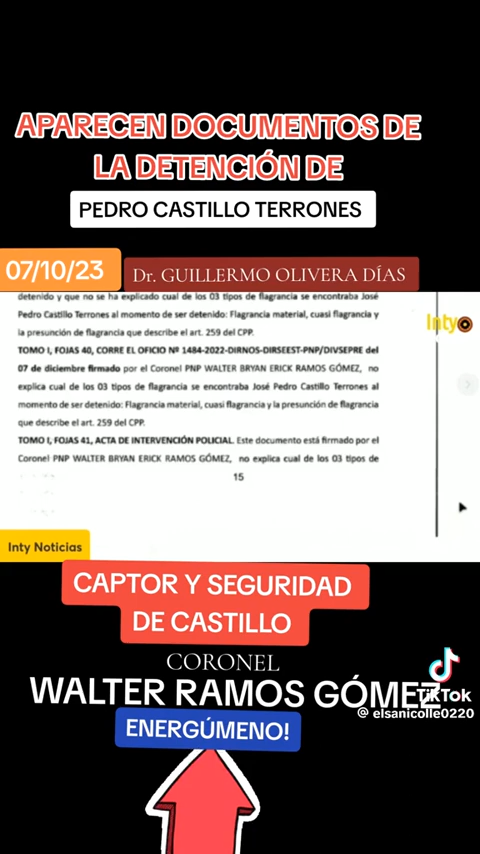 APARECEN DOCUMENTOS DE
LA DETENCIÓN DE
PEDRO CASTILLO TERRONES
07/10/23
Dr. GUILLERMO OLIVERA DÍAS
detenido y que no se ha explicado cual de los 03 tipos de flagrancia se encontraba José
Pedro Castillo Terrones al momento de ser detenido: Flagrancia material, cuasi flagrancia y
la presunción de flagrancia que describe el art. 259 del CPP.
Inty
TOMO I, FOJAS 40, CORRE EL OFICIO Nº 1484-2022-DIRNOS-DIRSEEST-PNP/DIVSEPRE del
07 de diciembre firmado por el Coronel PNP WALTER BRYAN ERICK RAMOS GÓMEZ, no
explica cual de los 03 tipos de flagrancia se encontraba José Pedro Castillo Terrones al
momento de ser detenido: Flagrancia material, cuasi flagrancia y la presunción de flagrancia
que describe el art. 259 del CPP.
TOMO I, FOJAS 41, ACTA DE INTERVENCIÓN POLICIAL. Este documento está firmado por el
Coronel PNP WALTER BRYAN ERICK RAMOS GÓMEZ, no explica cual de los 03 tipos de
15
Inty Noticias
CAPTOR Y SEGURIDAD
DE CASTILLO
CORONEL
WALTER RAMOS GÓMEZ
TikTok
@ elsanicolle0220
ENERGÚMENO!